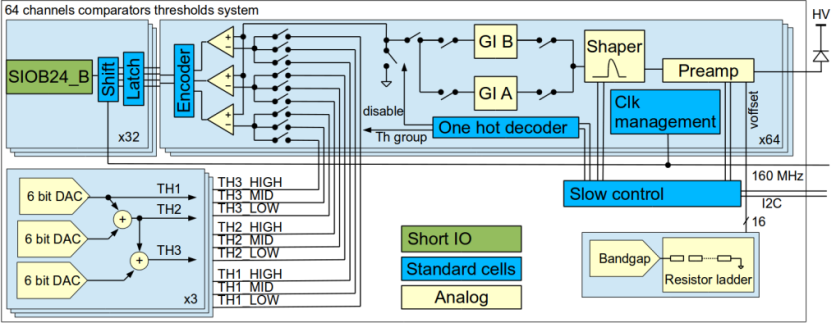 64 channels comparators thresholds system
HV
SIOB24_B
Shift
Latch
x32
Encoder
GI B
GI A
Shaper
Preamp
disable
Th group
One hot decoder
Clk
management
voffset
x64
160 MHz
Slow control
I2C
16
6 bit DAC
6 bit DAC
6 bit DAC
TH1
TH2
TH3
x3
TH3_HIGH
TH3_MID
TH3_LOW
TH2_HIGH
TH2_MID
TH2_LOW
TH1_HIGH
TH1_MID
TH1_LOW
Short IO
Standard cells
Analog
Bandgap
Resistor ladder